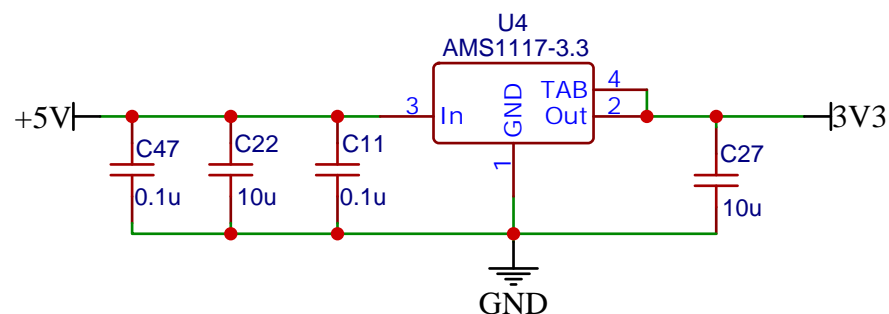 U4
AMS1117-3.3
+5V
3
In
GND
TAB
4
Out
2
3V3
1
C47
0.1u
C22
10u
C11
0.1u
C27
10u
GND